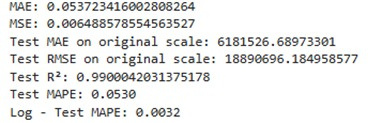 MAE: 0.053723416002808264
MSE: 0.006488578554563527
Test MAE on original scale: 6181526.68973301
Test RMSE on original scale: 18890696.184958577
Test R²: 0.9900042031375178
Test MAPE: 0.0530
Log - Test MAPE: 0.0032